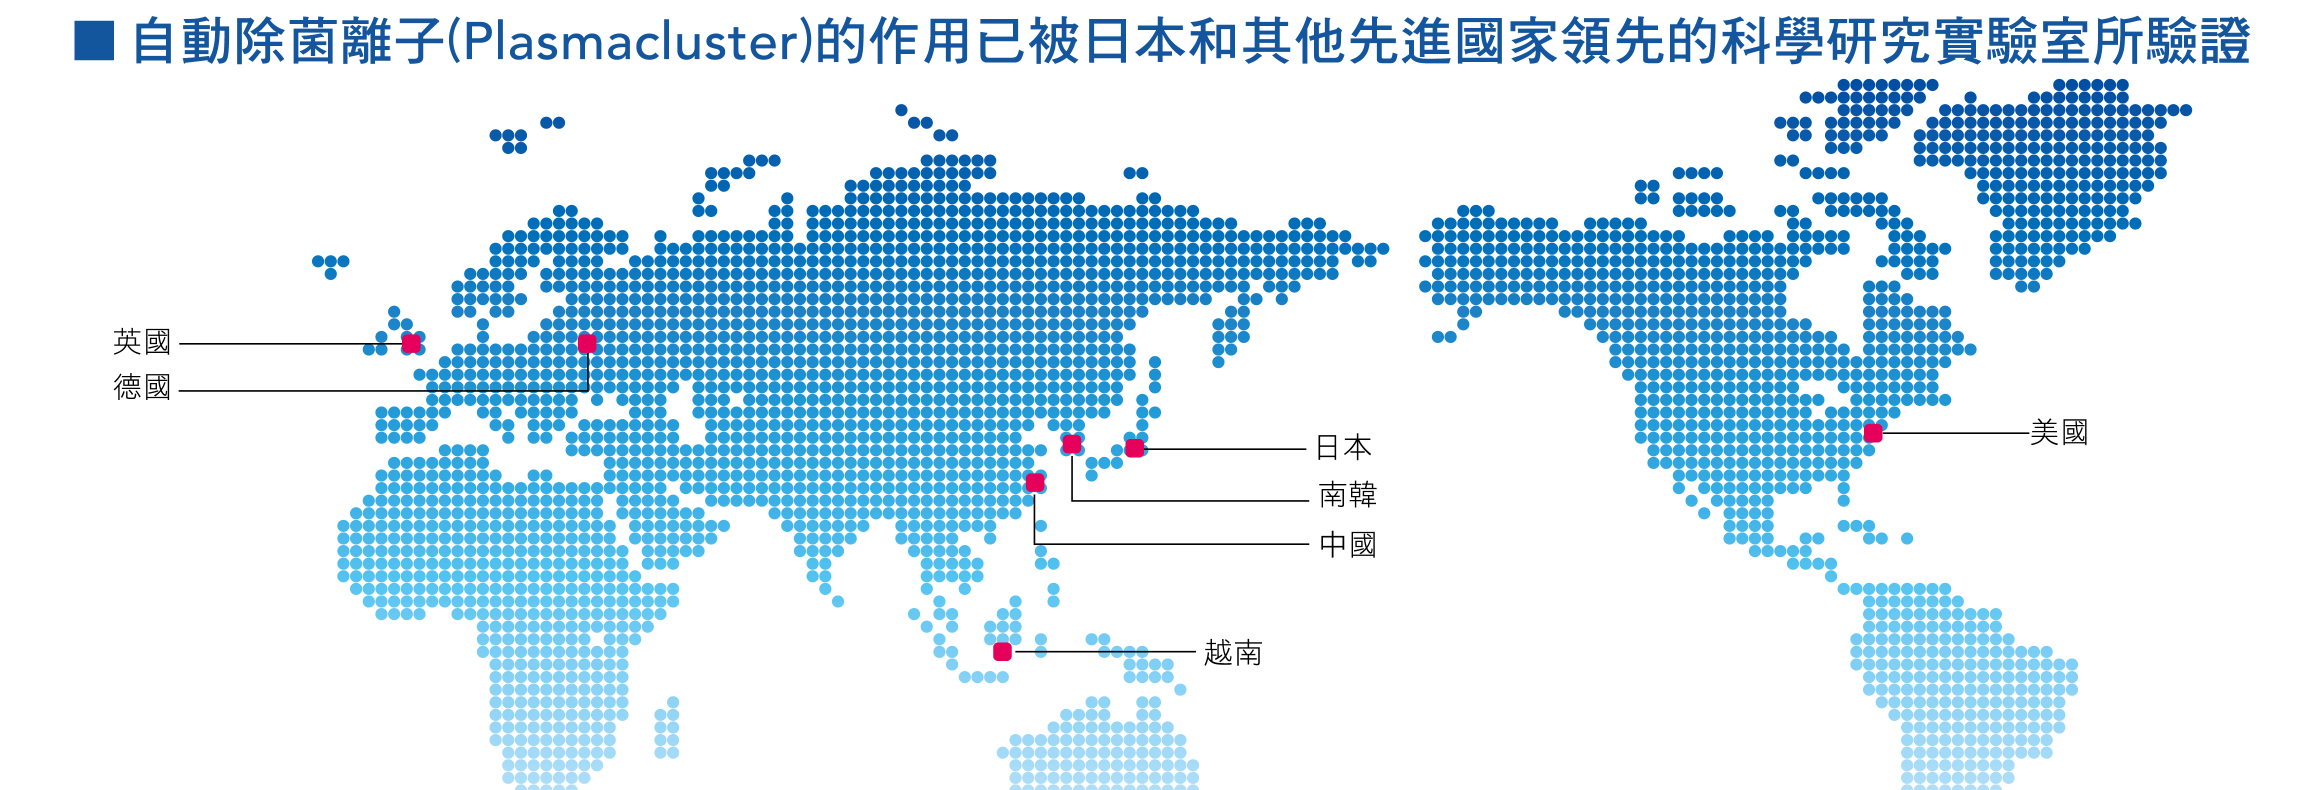 ■ 自動除菌離子(Plasmacluster)的作用已被日本和其他先進國家領先的科學研究實驗室所驗證
英國
德國
美國
日本
南韓
中國
越南